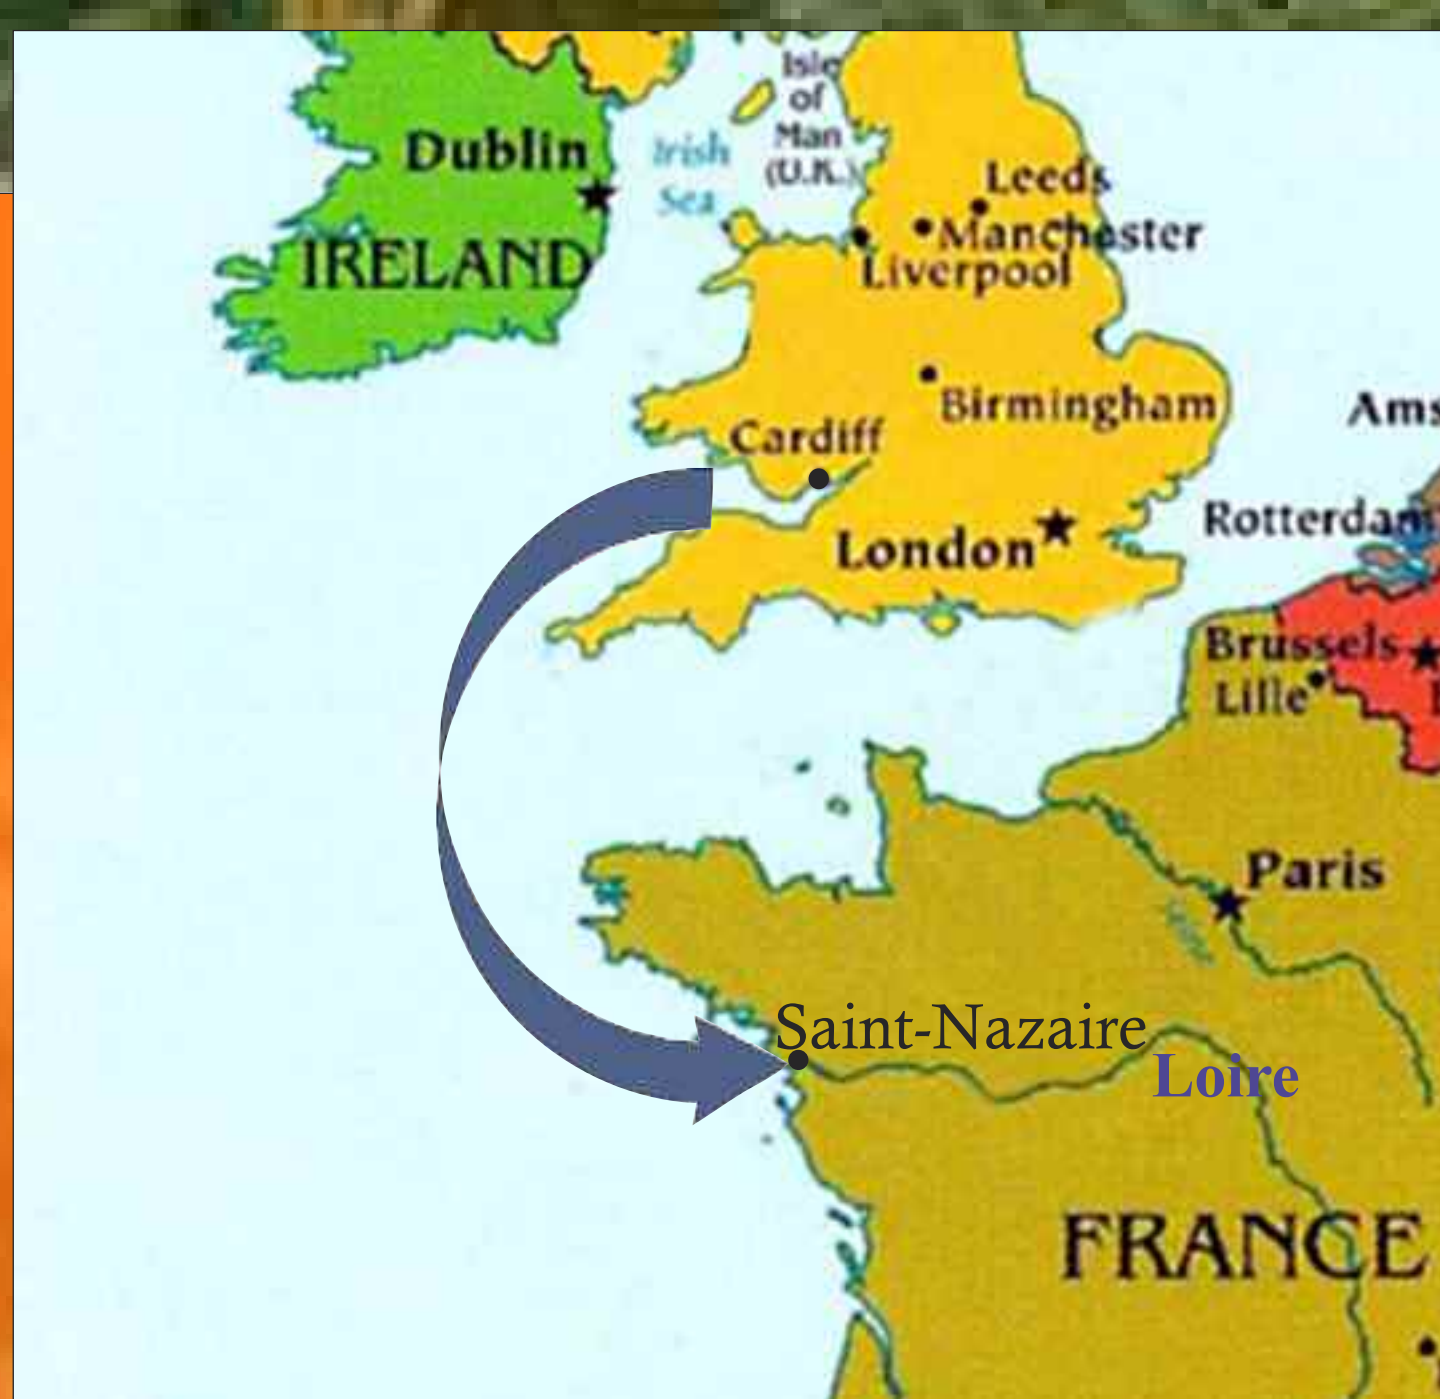 Isle
of
Man
(U.K.)
Dublin
Irish
Sea
Leeds
Manchester
IRELAND
Liverpool
Birmingham
Ams
Cardiff
Rotterdam
London
Brussels
Lille
Paris
Saint-Nazaire
Loire
FRANCE